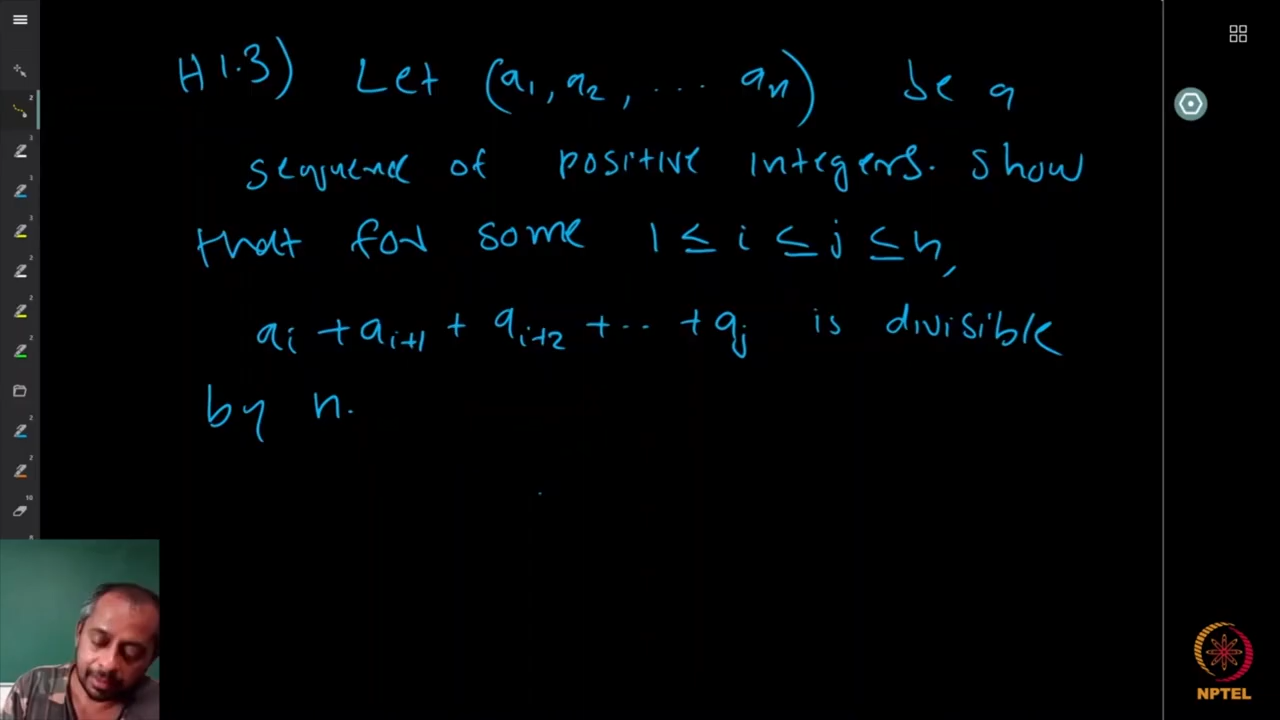 H1.3) Let (a₁, a₂, ... aₙ) be a
sequence of positive integers. Show
that for some 1 ≤ i ≤ j ≤ n,
aᵢ + aᵢ₊₁ + aᵢ₊₂ + .. + aⱼ is divisible
by n.
NPTEL